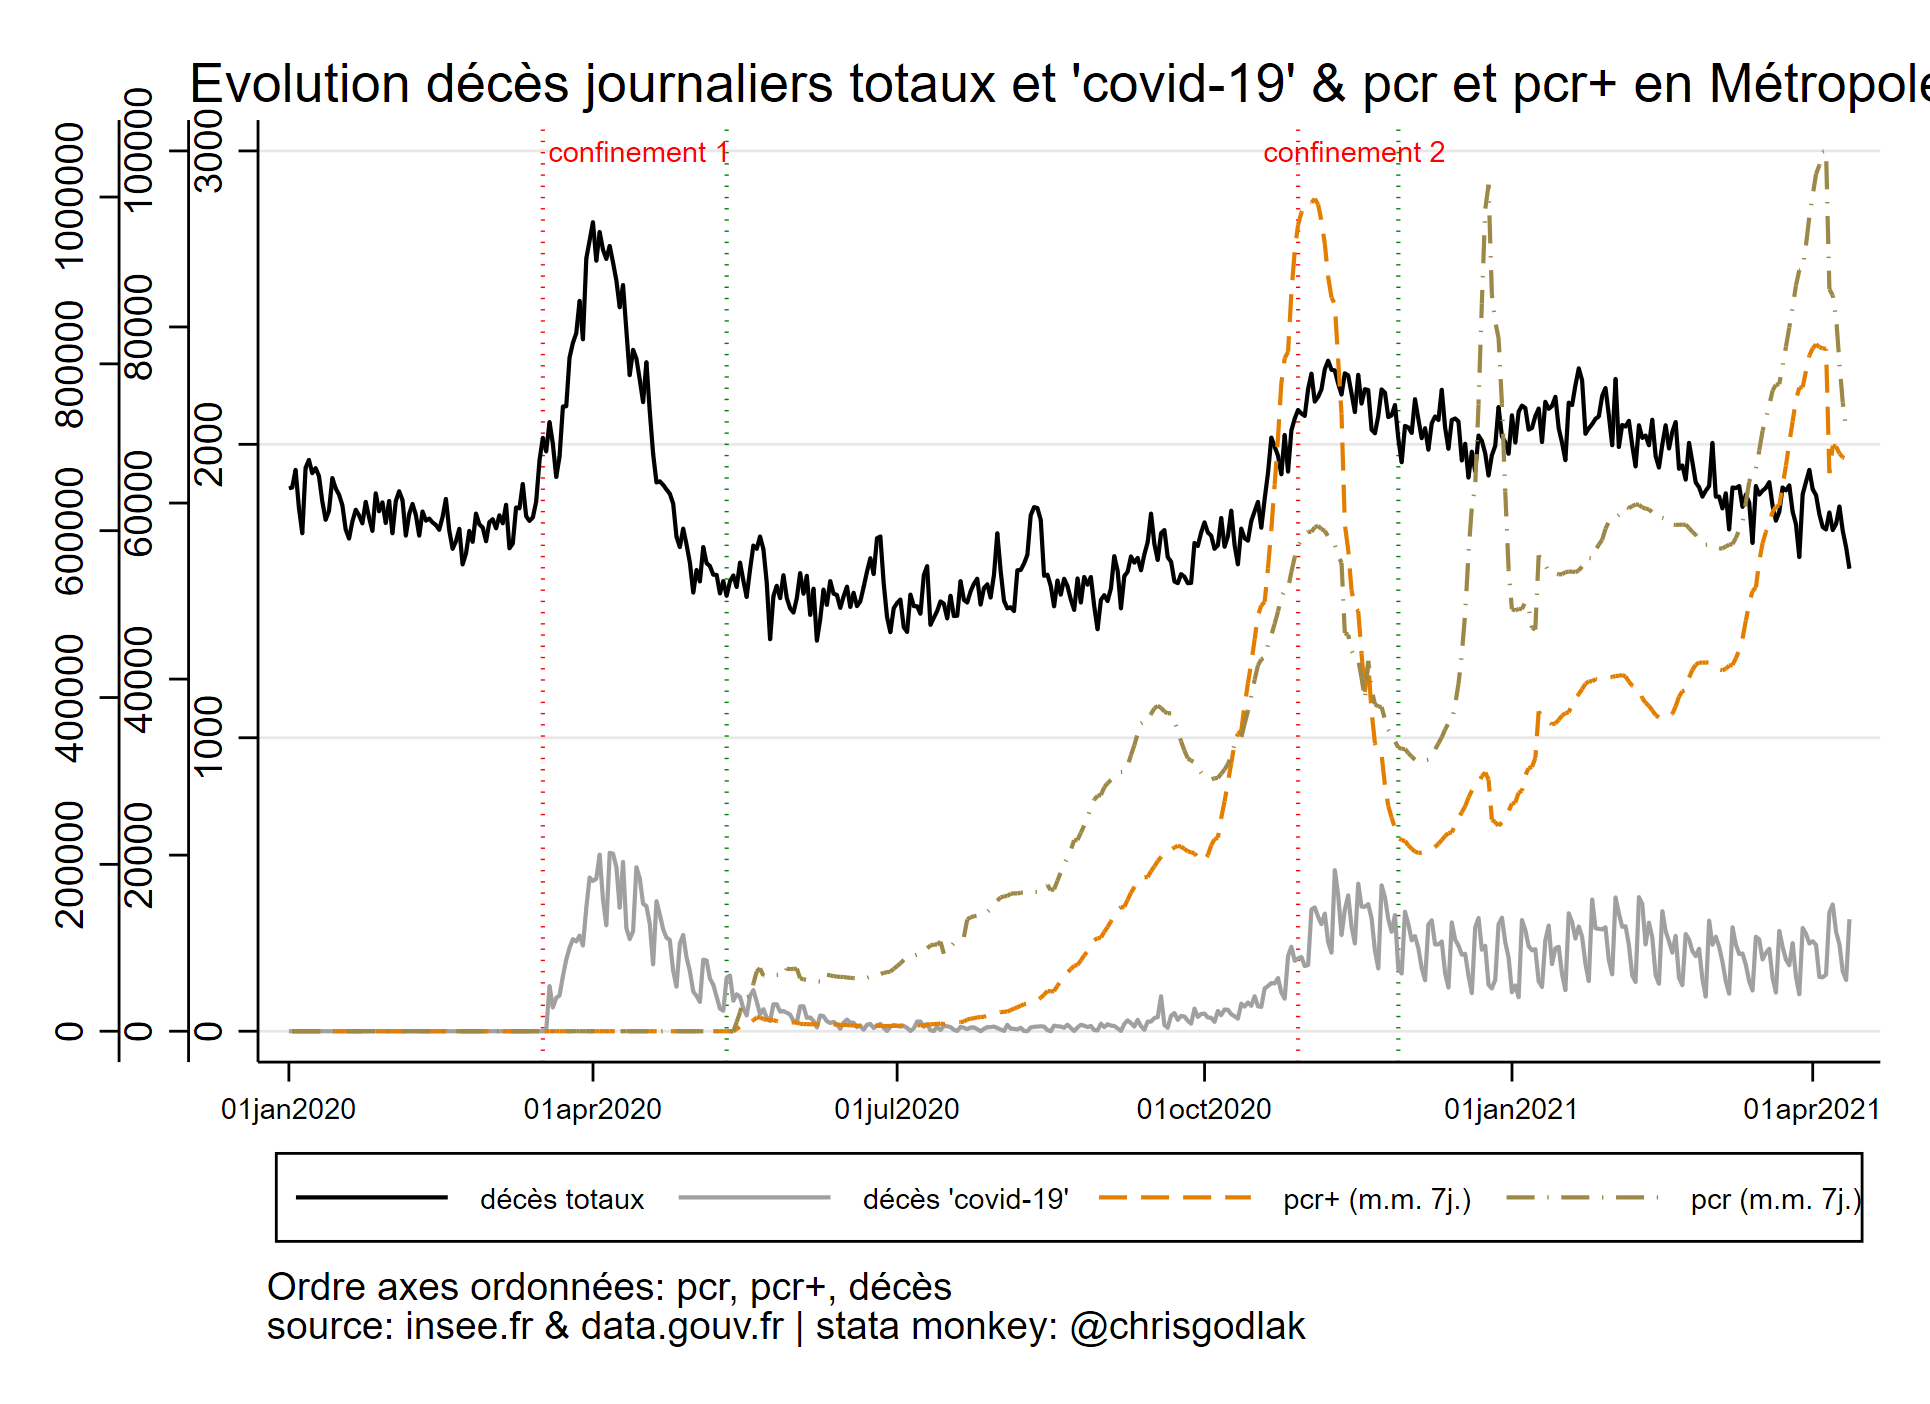 Evolution décès journaliers totaux et 'covid-19' & pcr et pcr+ en Métropole
confinement 1
confinement 2
0
200000
400000
600000
800000
1000000
0
20000
40000
60000
80000
100000
0
1000
2000
3000
01jan2020
01apr2020
01jul2020
01oct2020
01jan2021
01apr2021
décès totaux
décès 'covid-19'
pcr+ (m.m. 7j.)
pcr (m.m. 7j.)
Ordre axes ordonnées: pcr, pcr+, décès
source: insee.fr & data.gouv.fr | stata monkey: @chrisgodlak